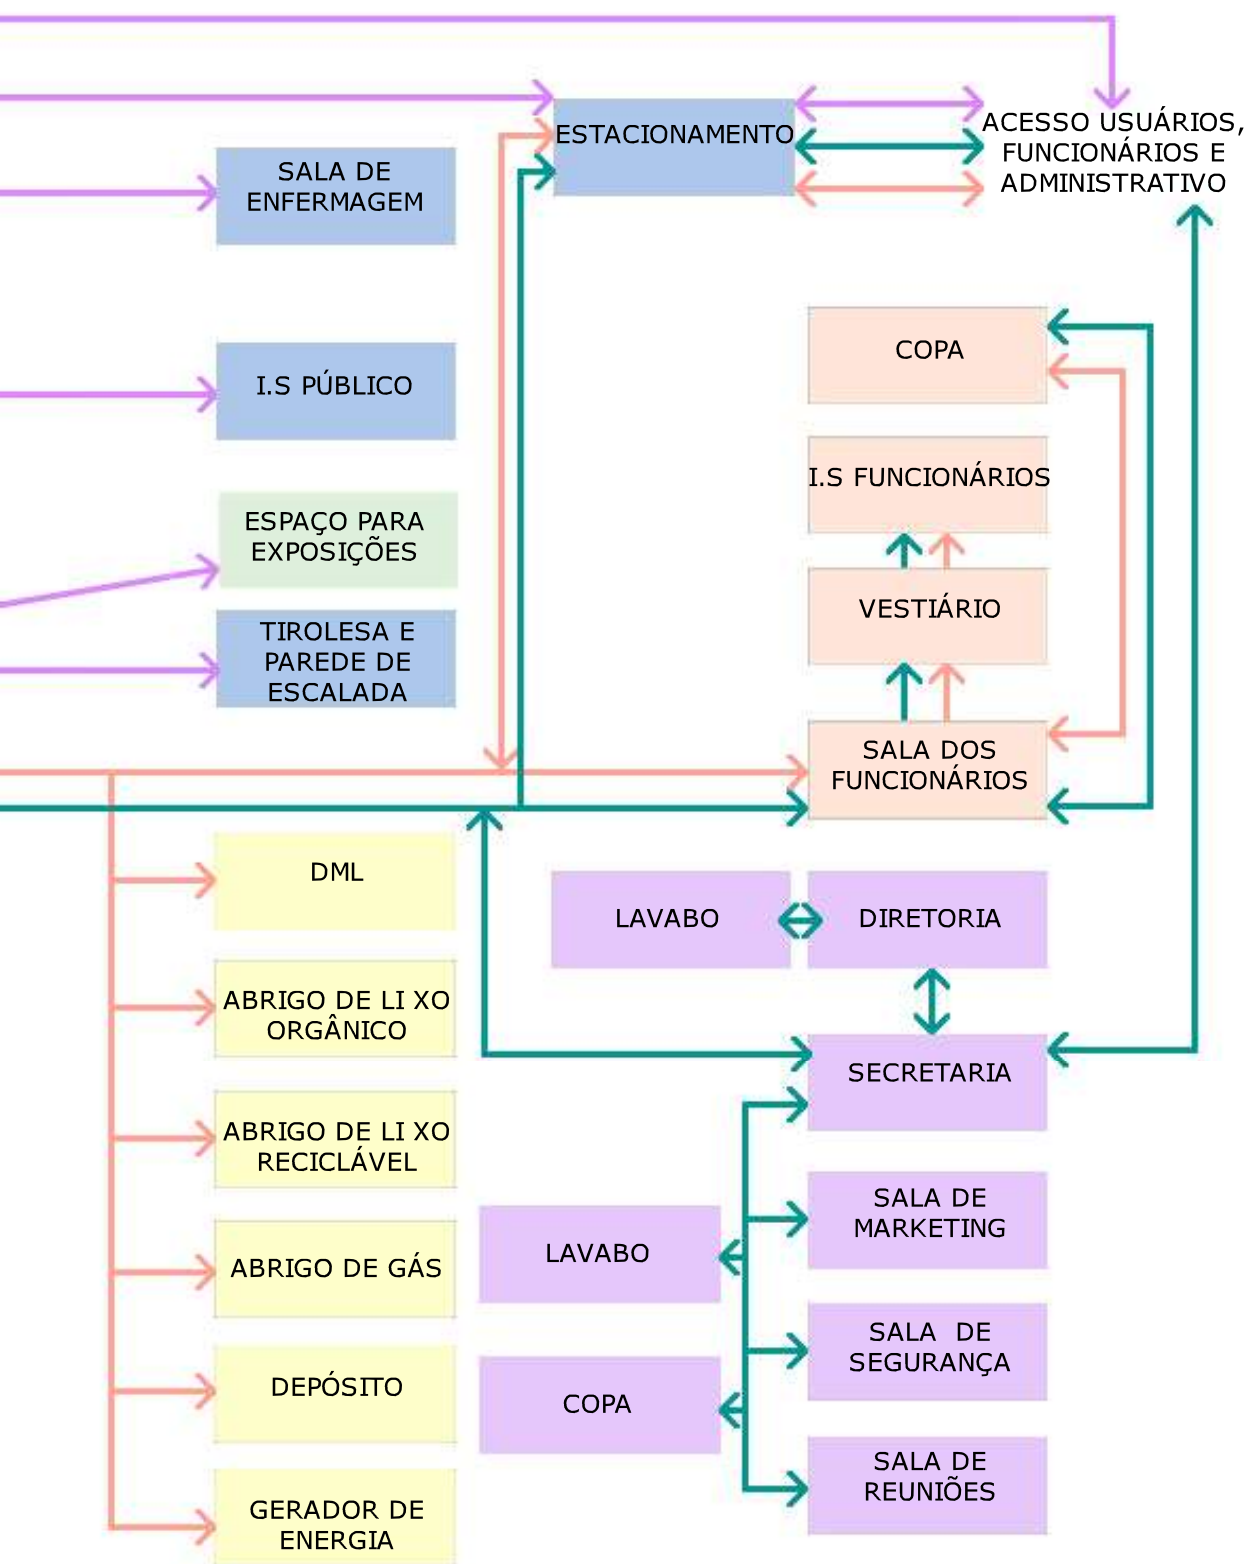 ESTACIONAMENTO
ACESSO USUÁRIOS,
FUNCIONÁRIOS E
ADMINISTRATIVO
SALA DE
ENFERMAGEM
I.S PÚBLICO
ESPAÇO PARA
EXPOSIÇÕES
TIROLESA E
PAREDE DE
ESCALADA
COPA
I.S FUNCIONÁRIOS
VESTIÁRIO
SALA DOS
FUNCIONÁRIOS
DML
ABRIGO DE LI XO
ORGÂNICO
ABRIGO DE LI XO
RECICLÁVEL
ABRIGO DE GÁS
DEPÓSITO
GERADOR DE
ENERGIA
LAVABO
DIRETORIA
SECRETARIA
LAVABO
COPA
SALA DE
MARKETING
SALA DE
SEGURANÇA
SALA DE
REUNIÕES